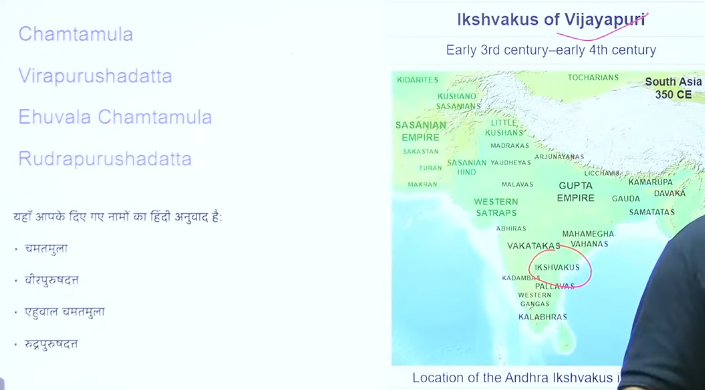 Chamtamula
Virapurushadatta
Ehuvala Chamtamula
Rudrapurushadatta
यहाँ आपके दिए गए नामों का हिंदी अनुवाद है:
• चमतमुला
• वीरपुरुषदत्त
• एहुवाल चमतमुला
• रुद्रपुरुषदत्त
Ikshvakus of Vijayapuri
Early 3rd century–early 4th century
South Asia
350 CE
KIDARITES
TOCHARIANS
KUSHANO
SASANIANS
SASANIAN
EMPIRE
LITTLE
KUSHANS
MADRAKAS
SAKASTAN
TURAN
SASANIAN
HIND
YAUDHEYAS
ARJUNAYANAS
MAKRAN
MALAVAS
LICCHAVIS
GUPTA
EMPIRE
KAMARUPA
DAVAKA
GAUDA
SAMATATAS
WESTERN
SATRAPS
ABHIRAS
VAKATAKAS
MAHAMEGHA
VAHANAS
IKSHVAKUS
KADAMBAS
PALLAVAS
WESTERN
GANGAS
KALABHRAS
Location of the Andhra Ikshvakus